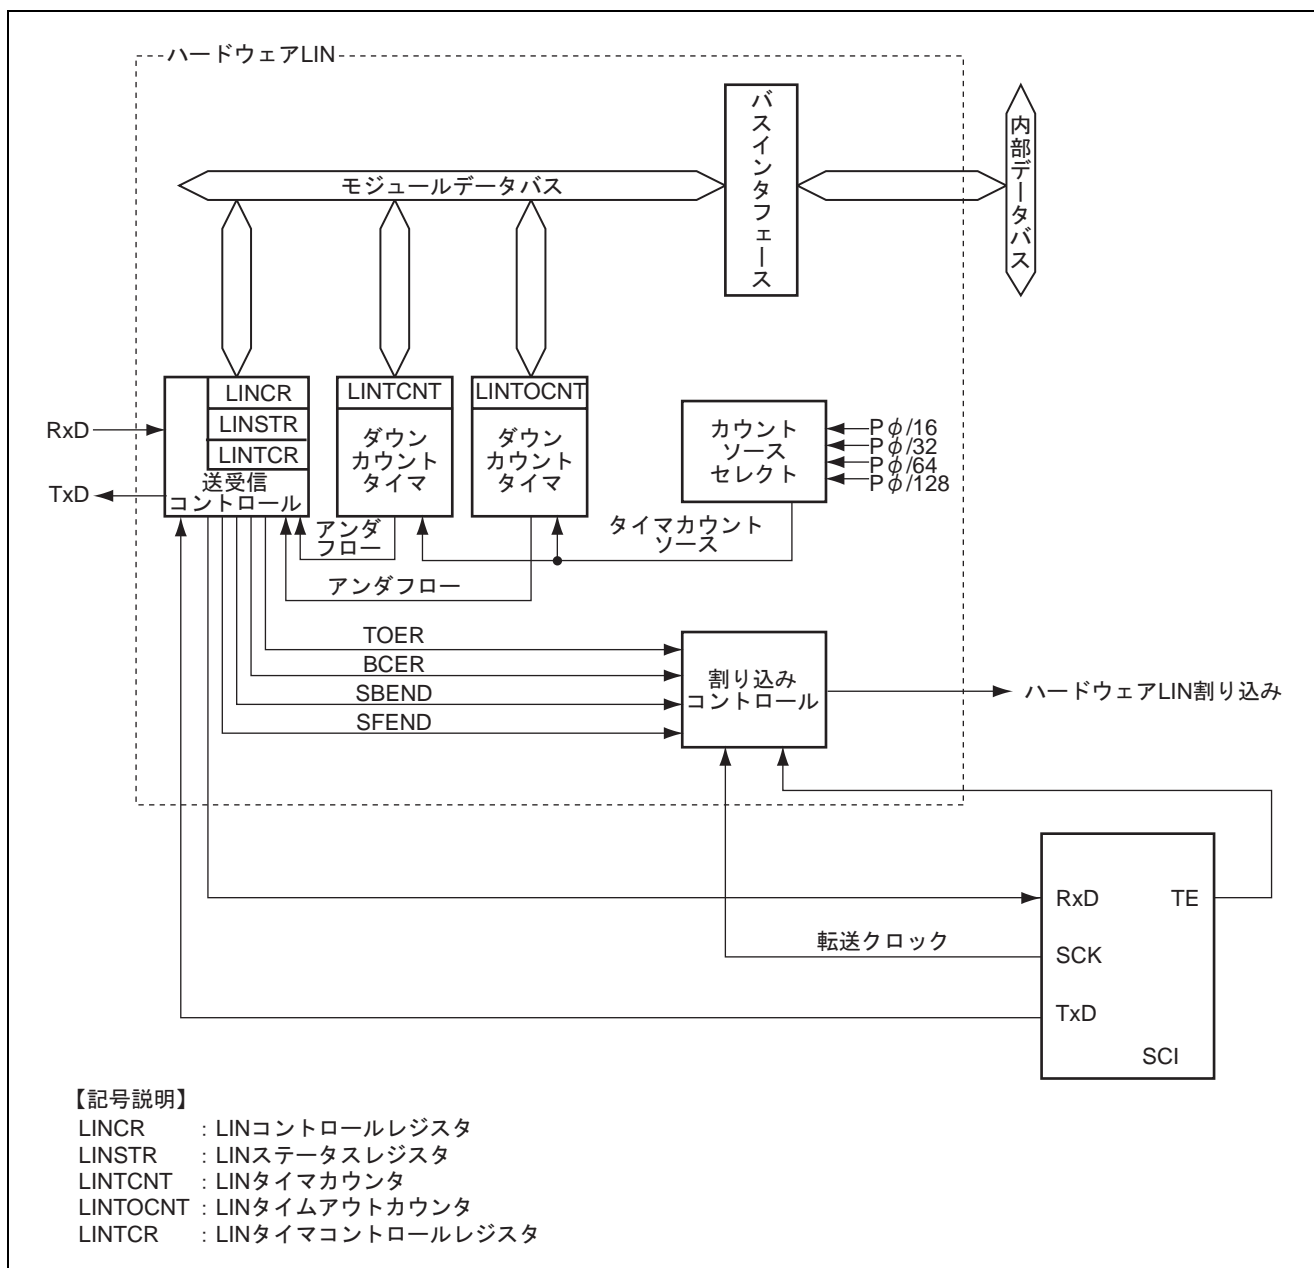 ハードウェアLIN
バスインタフェース
内部データバス
モジュールデータバス
RxD
TxD
LINCR
LINSTR
LINTCR
送受信
コントロール
LINTCNT
ダウン
カウント
タイマ
LINTOCNT
ダウン
カウント
タイマ
カウント
ソース
セレクト
Pφ/16
Pφ/32
Pφ/64
Pφ/128
アンダ
フロー
タイマカウント
ソース
アンダフロー
TOER
BCER
SBEND
SFEND
割り込み
コントロール
ハードウェアLIN割り込み
RxD
TE
転送クロック
SCK
TxD
SCI
【記号説明】
LINCR : LINコントロールレジスタ
LINSTR : LINステータスレジスタ
LINTCNT : LINタイマカウンタ
LINTOCNT : LINタイムアウトカウンタ
LINTCR : LINタイマコントロールレジスタ